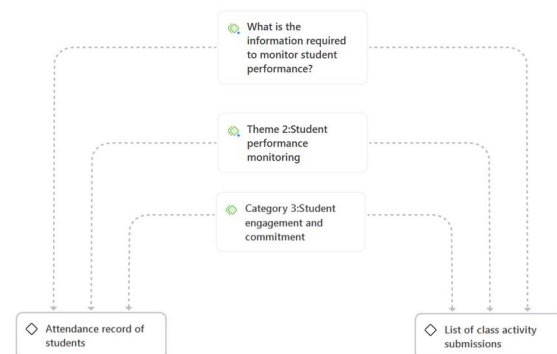 What is the
information required
to monitor student
performance?
Theme 2:Student
performance
monitoring
Category 3:Student
engagement and
commitment
Attendance record of
students
List of class activity
submissions